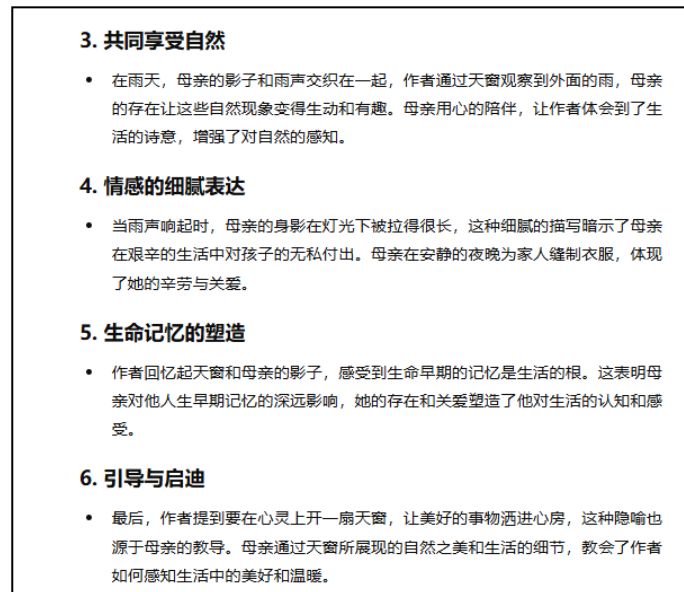 3. 共同享受自然
• 在雨天，母亲的影子和雨声交织在一起，作者通过天窗观察到外面的雨，母亲
的存在让这些自然现象变得生动和有趣。母亲用心的陪伴，让作者体会到了生
活的诗意，增强了对自然的感知。
4. 情感的细腻表达
• 当雨声响起时，母亲的身影在灯光下被拉得很长，这种细腻的描写暗示了母亲
在艰辛的生活中对孩子的无私付出。母亲在安静的夜晚为家人缝制衣服，体现
了她的辛劳与关爱。
5. 生命记忆的塑造
• 作者回忆起天窗和母亲的影子，感受到生命早期的记忆是生活的根。这表明母
亲对他人生早期记忆的深远影响，她的存在和关爱塑造了他对生活的认知和感
受。
6. 引导与启迪
• 最后，作者提到要在心灵上开一扇天窗，让美好的事物洒进心房，这种隐喻也
源于母亲的教导。母亲通过天窗所展现的自然之美和生活的细节，教会了作者
如何感知生活中的美好和温暖。